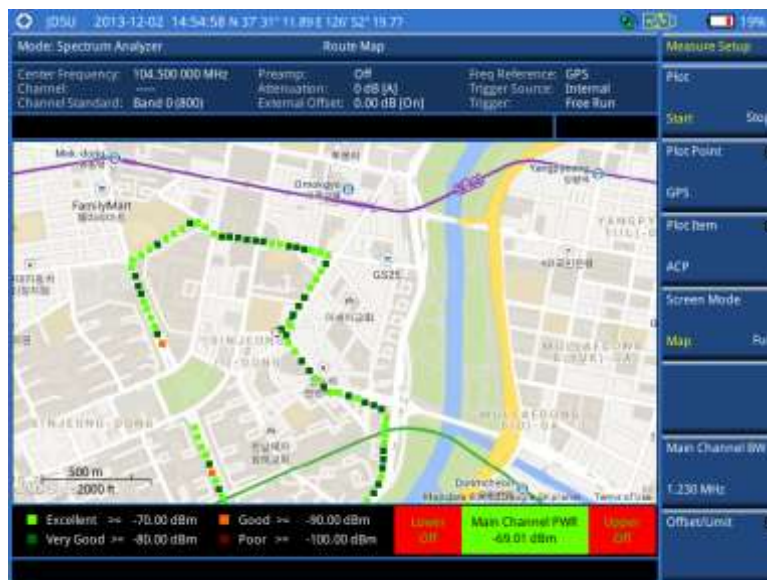 JDSU 2013-12-02 14:54:58 N 37° 31" 11.89 E 126° 52" 19.77
19%
Mode: Spectrum Analyzer
Route Map
Measure Setup
Center Frequency: 104.500 000 MHz
Channel: ----
Channel Standard: Band 0 (800)
Preamp: Off
Attenuation: 0 dB [A]
External Offset: 0.00 dB [On]
Freq Reference: GPS
Trigger Source: Internal
Trigger: Free Run
Plot
Start Stop
Plot Point
GPS
Plot Item
ACP
Screen Mode
Map Fu
Main Channel BW
1.230 MHz
Offset/Limit
Omokgyo
FamilyMart
GS25
500 m
2000 ft
Excellent >= -70.00 dBm
Good >= -90.00 dBm
Very Good >= -80.00 dBm
Poor >= -100.00 dBm
Lower
Off
Main Channel PWR
-69.01 dBm
Upper
Off